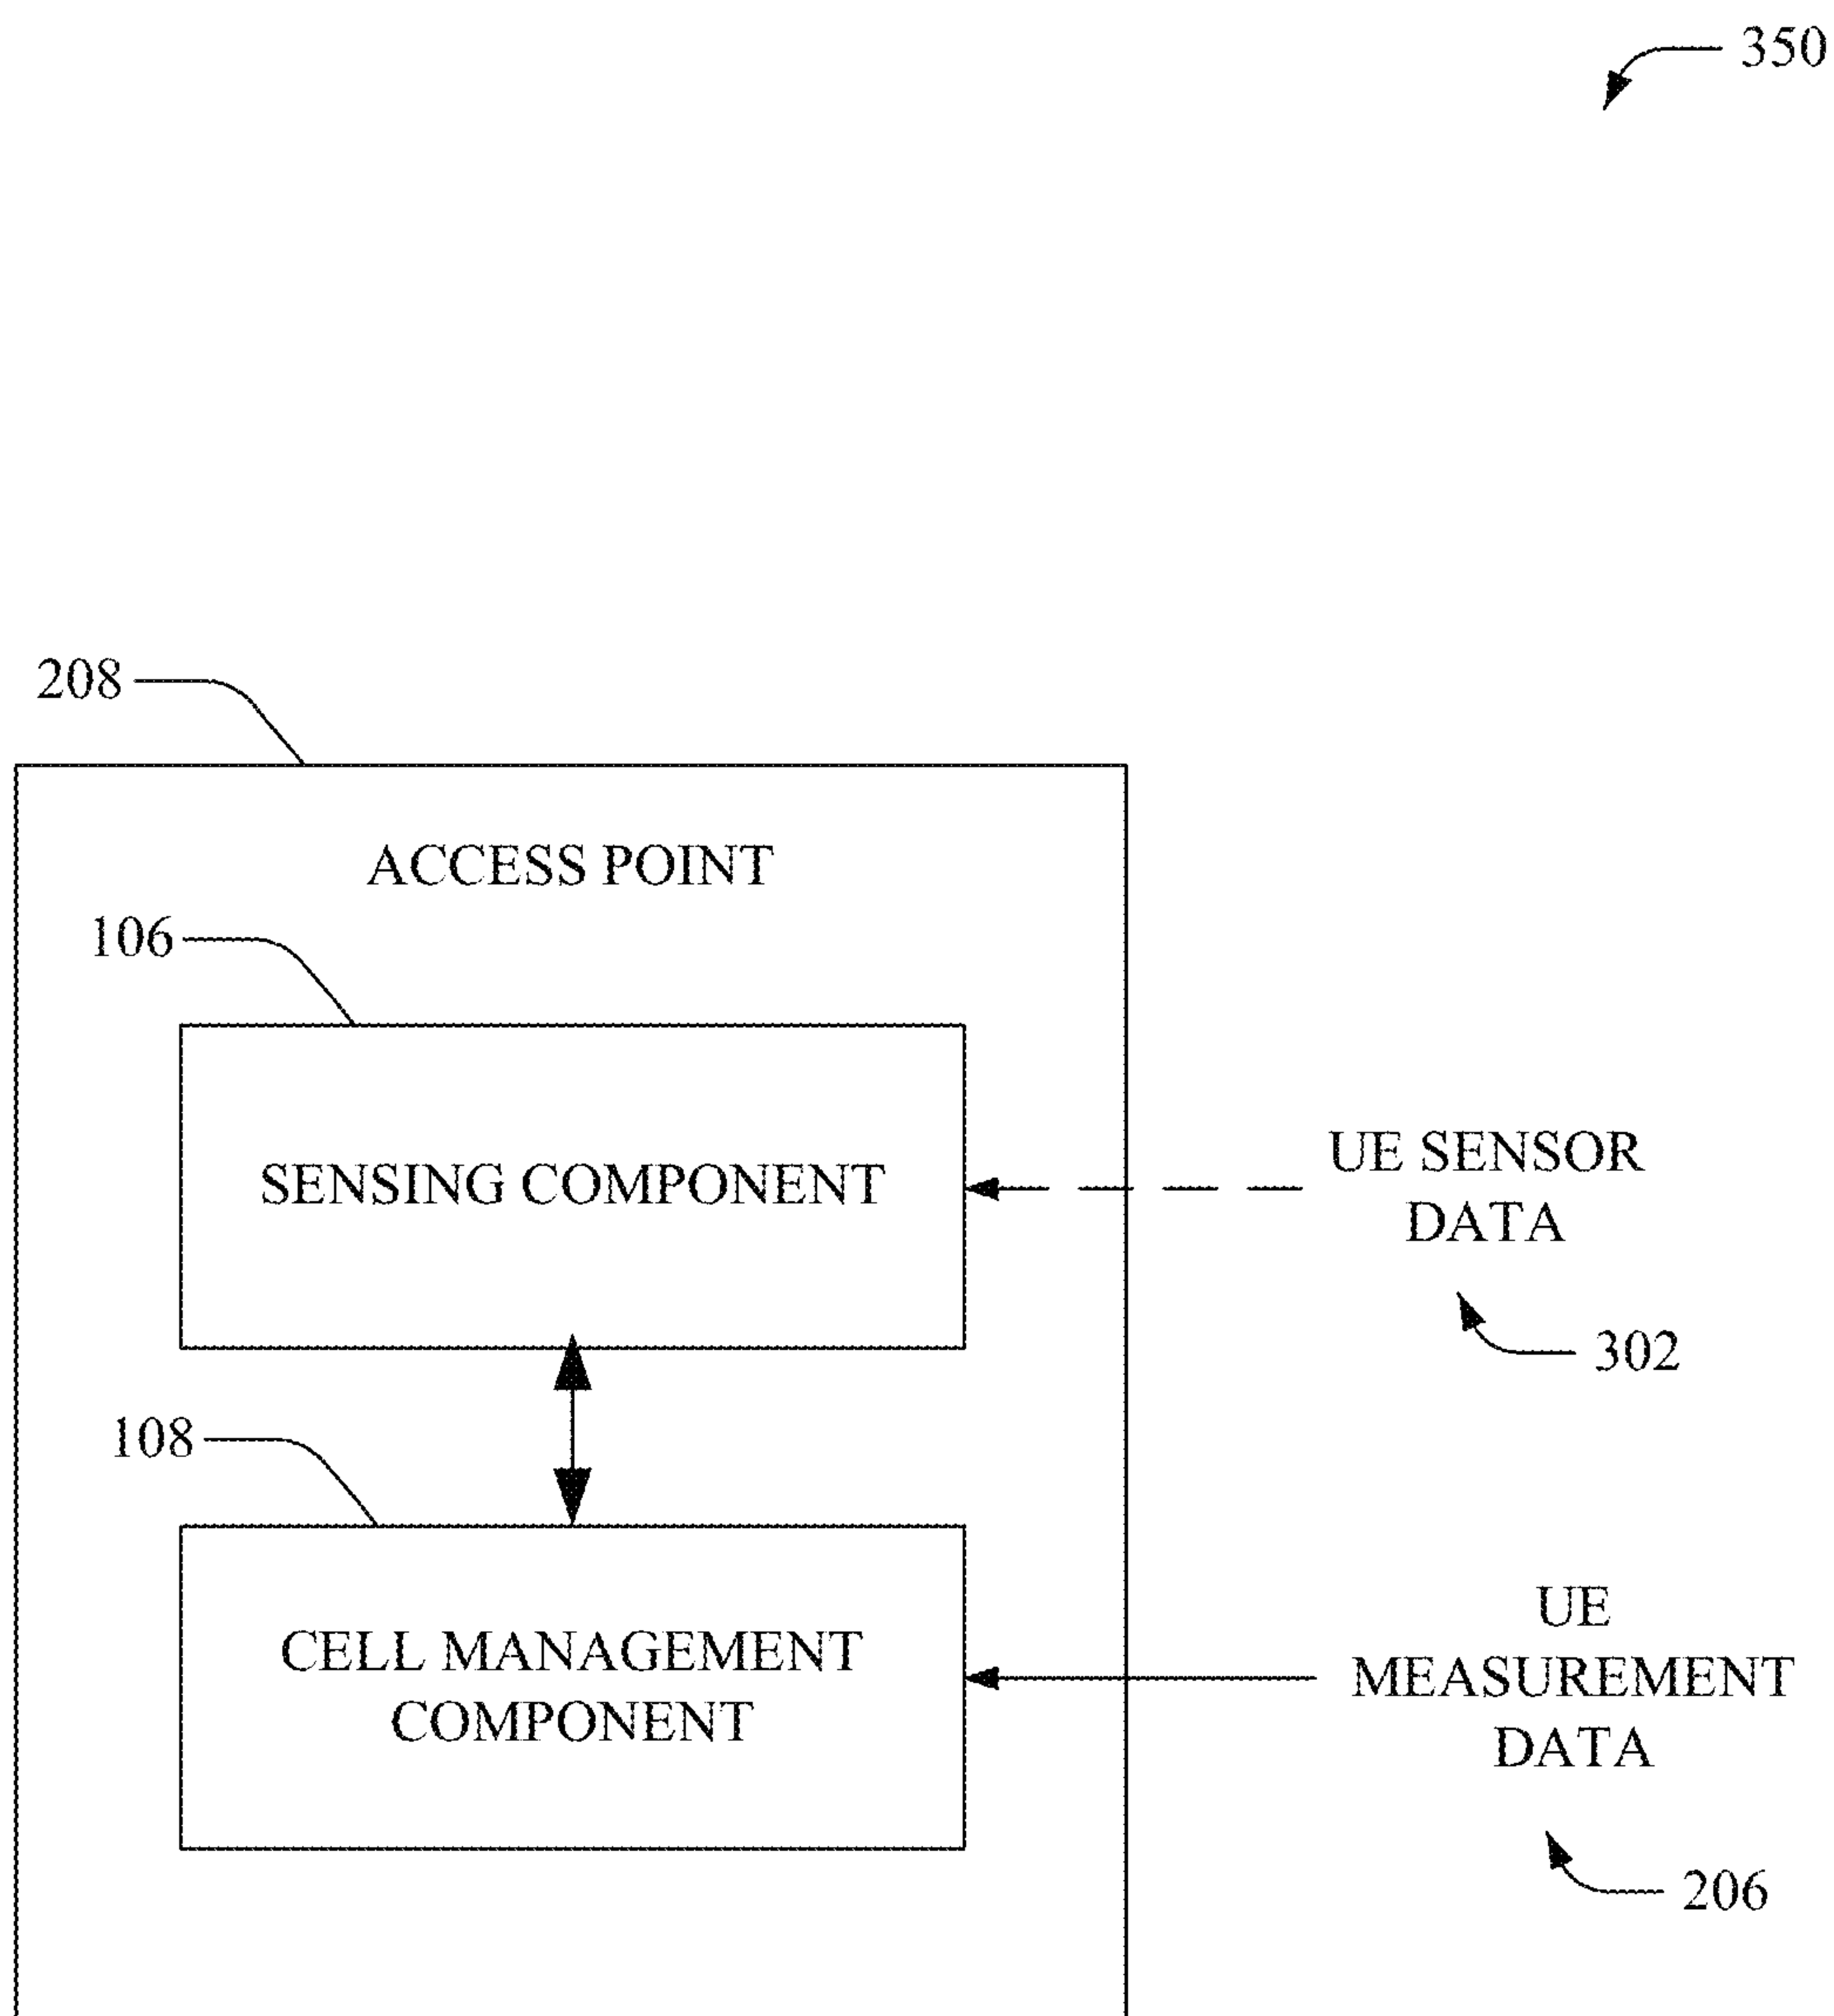 350
208
ACCESS POINT
106
SENSING COMPONENT
UE SENSOR
DATA
302
108
CELL MANAGEMENT
COMPONENT
UE
MEASUREMENT
DATA
206